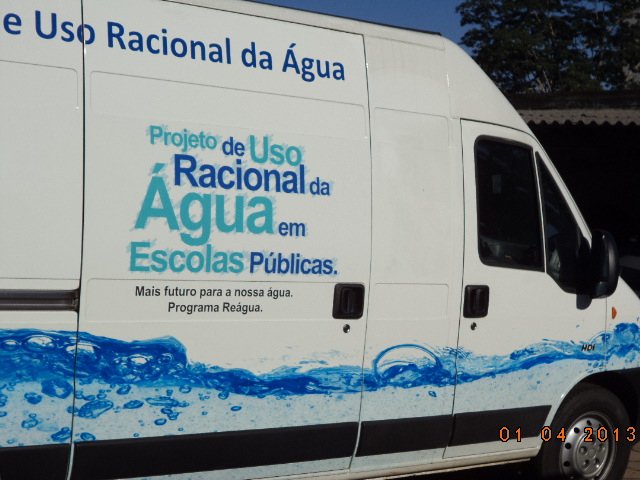 e Uso Racional da Água
Projeto de Uso
Racional da
Água em
Escolas Públicas.
Mais futuro para a nossa água.
Programa Reágua.
HDi
01 04 2013